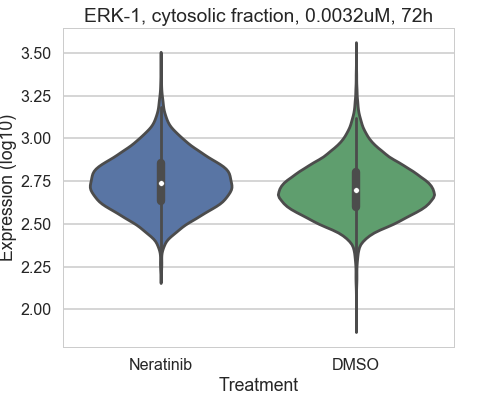 ERK-1, cytosolic fraction, 0.0032uM, 72h
3.50
3.25
3.00
2.75
2.50
2.25
2.00
Expression (log10)
Neratinib
DMSO
Treatment